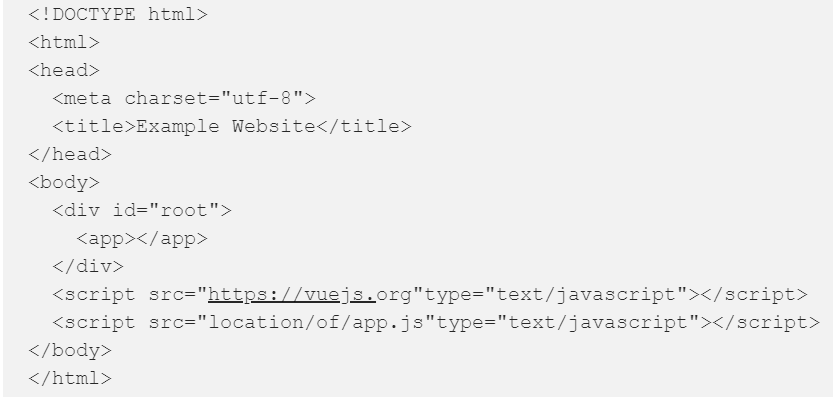 <!DOCTYPE html>
<html>
<head>
<meta charset="utf-8">
<title>Example Website</title>
</head>
<body>
<div id="root">
<app></app>
</div>
<script src="https://vuejs.org"type="text/javascript"></script>
<script src="location/of/app.js"type="text/javascript"></script>
</body>
</html>